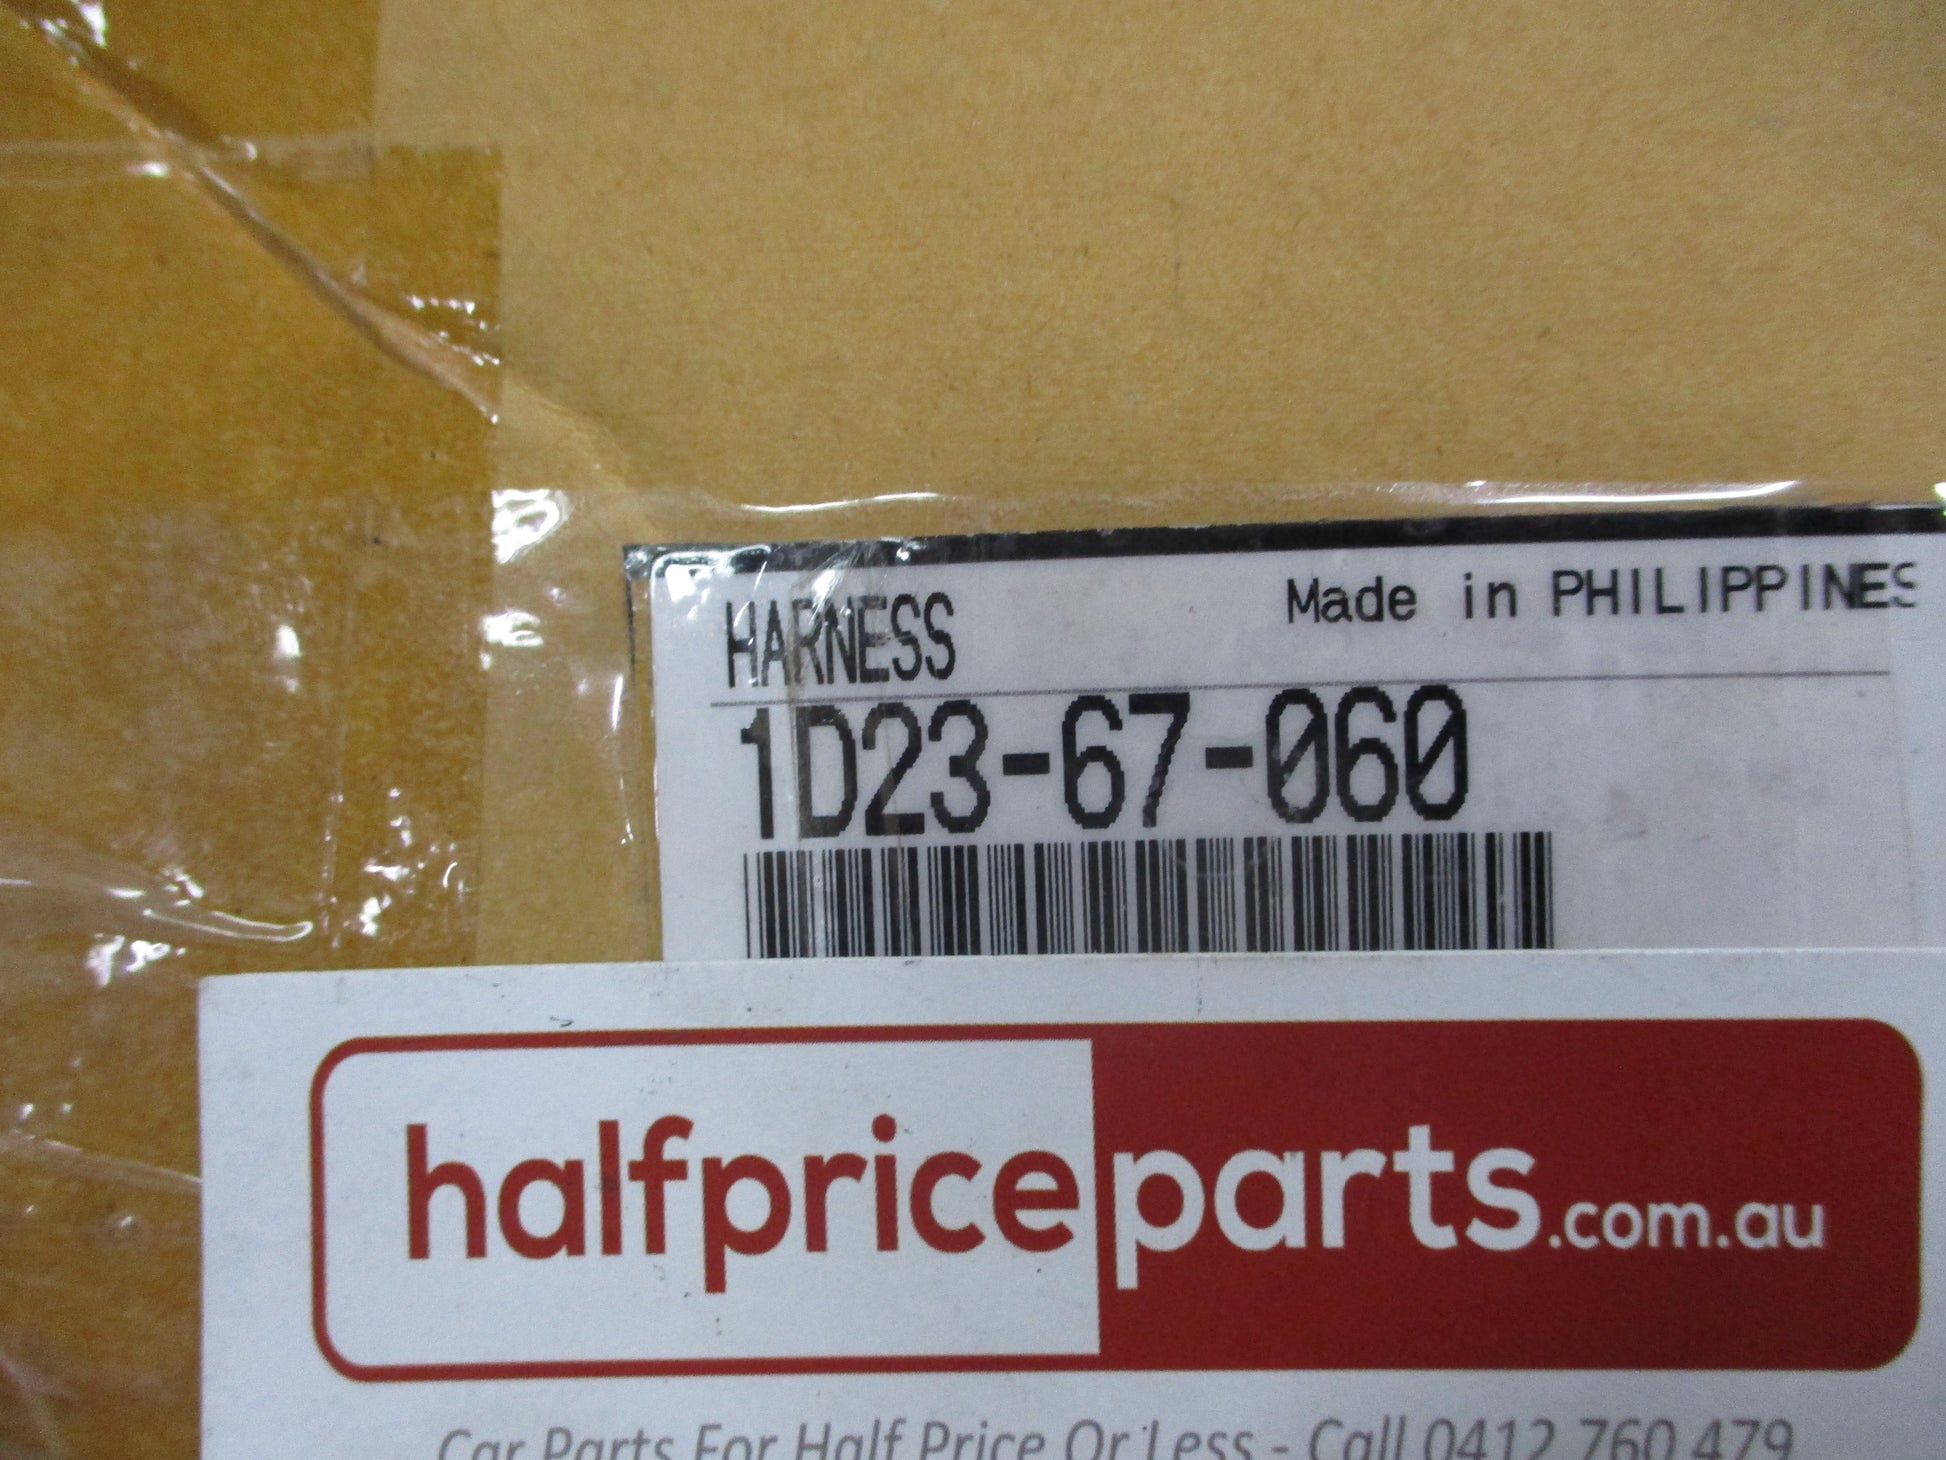 HARNESS Made in PHILIPPINES
1D23-67-060
halfpriceparts.com.au
Car Parts For Half Price Or Less - Call 0412 760 479